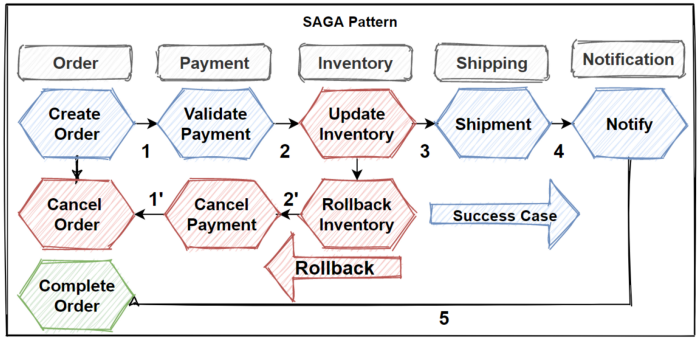 SAGA Pattern
Order
Payment
Inventory
Shipping
Notification
Create
Order
1
Validate
Payment
2
Update
Inventory
3
Shipment
4
Notify
Cancel
Order
1'
Cancel
Payment
2'
Rollback
Inventory
Success Case
Rollback
Complete
Order
5